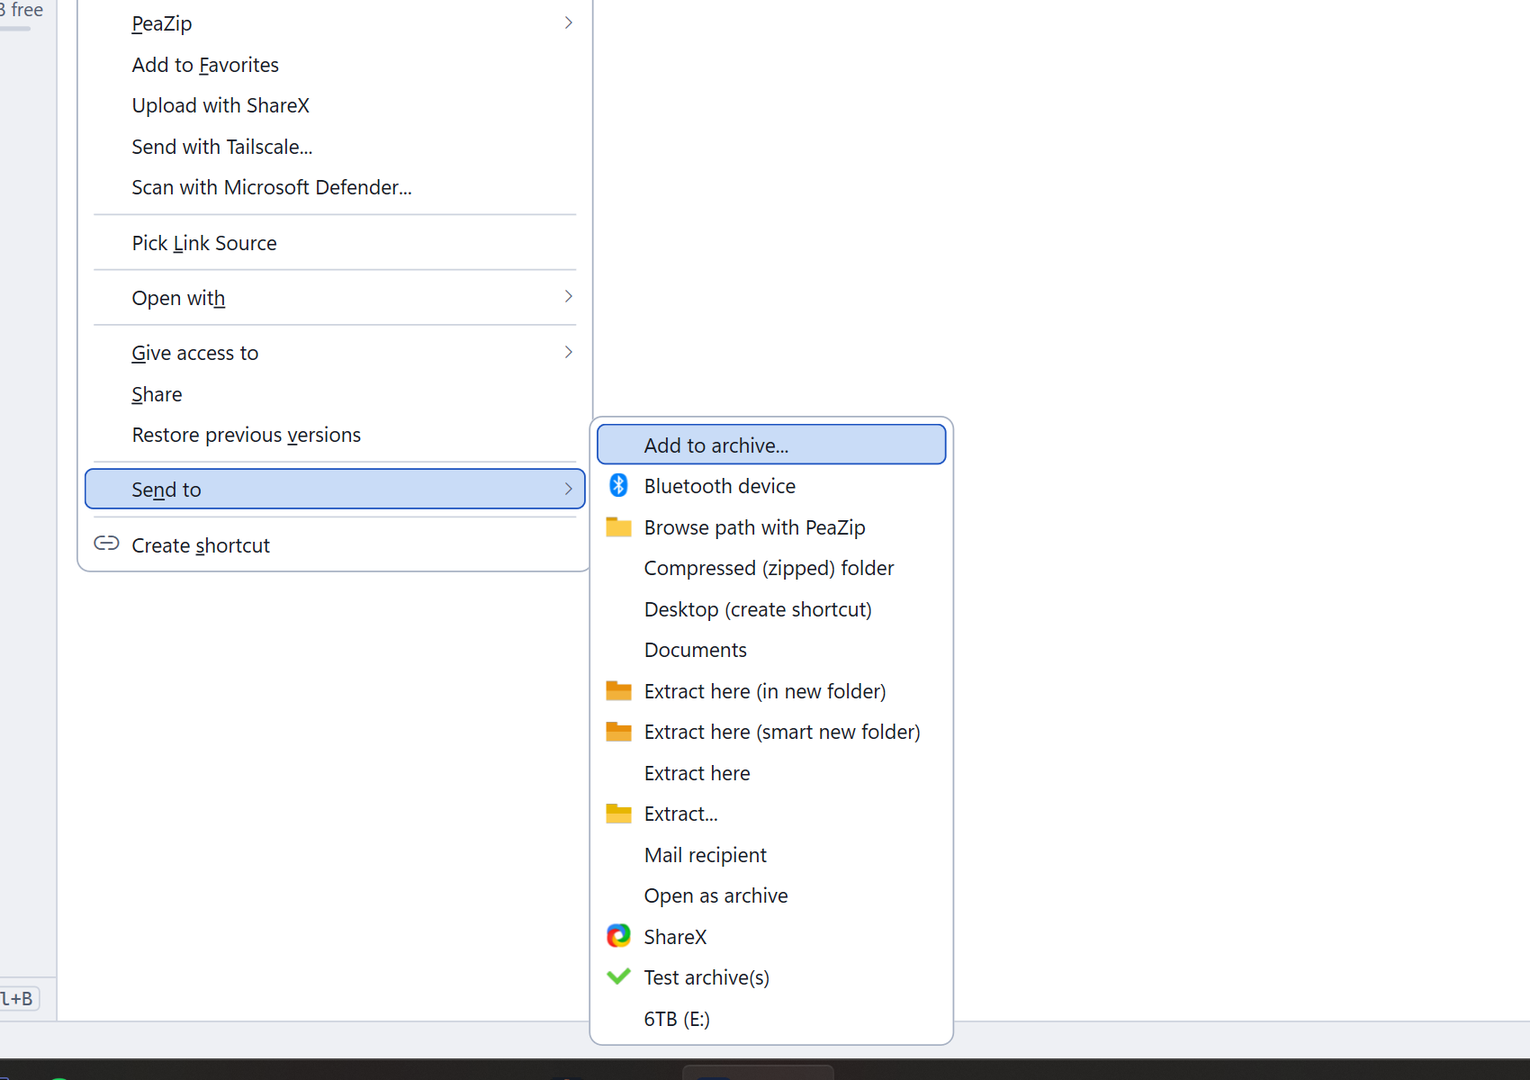 free
PeaZip
Add to Favorites
Upload with ShareX
Send with Tailscale...
Scan with Microsoft Defender...
Pick Link Source
Open with
Give access to
Share
Restore previous versions
Send to
Create shortcut
Add to archive...
Bluetooth device
Browse path with PeaZip
Compressed (zipped) folder
Desktop (create shortcut)
Documents
Extract here (in new folder)
Extract here (smart new folder)
Extract here
Extract...
Mail recipient
Open as archive
ShareX
Test archive(s)
6TB (E:)
l+B